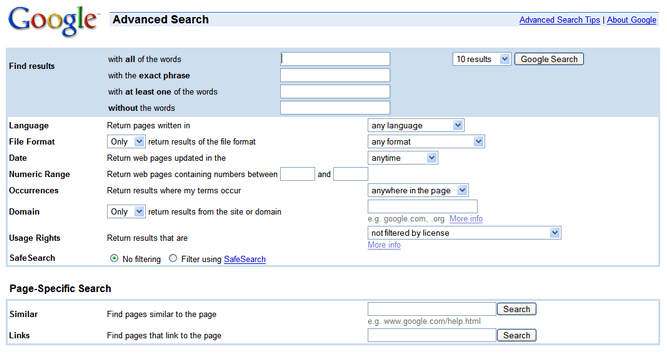 Google™ Advanced Search Advanced Search Tips | About Google
Find results with all of the words 10 results Google Search
with the exact phrase
with at least one of the words
without the words
Language Return pages written in any language
File Format Only return results of the file format any format
Date Return web pages updated in the anytime
Numeric Range Return web pages containing numbers between and
Occurrences Return results where my terms occur anywhere in the page
Domain Only return results from the site or domain
e.g. google.com, .org More info
Usage Rights Return results that are not filtered by license
More info
SafeSearch No filtering Filter using SafeSearch
Page-Specific Search
Similar Find pages similar to the page Search
e.g. www.google.com/help.html
Links Find pages that link to the page Search